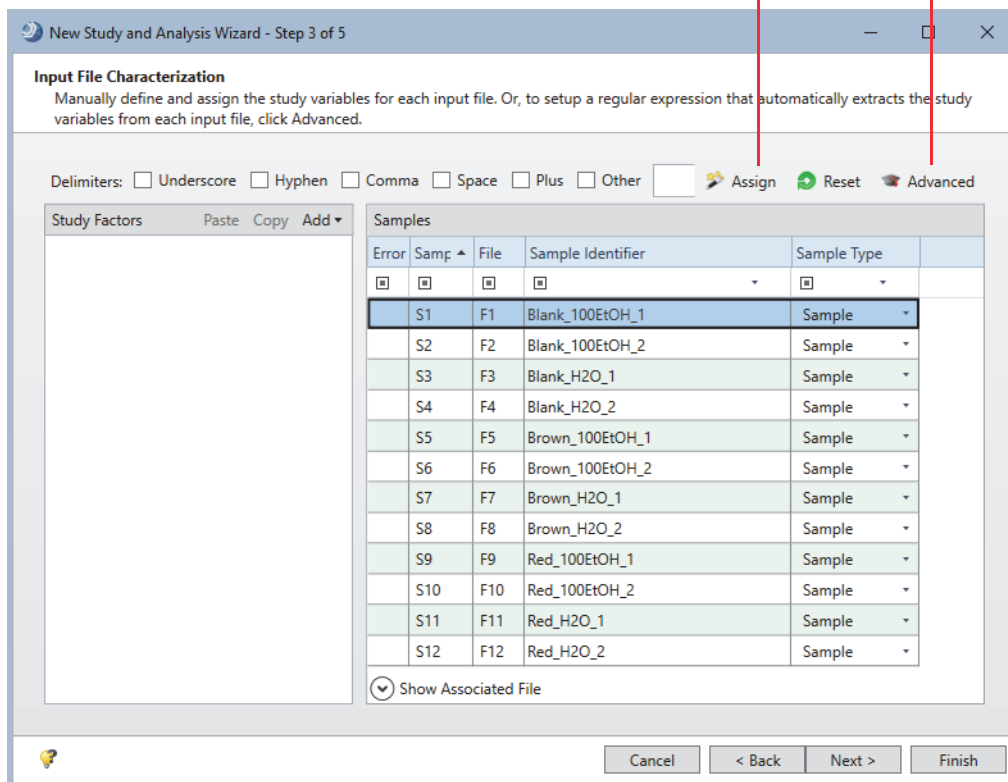 New Study and Analysis Wizard - Step 3 of 5
Input File Characterization
Manually define and assign the study variables for each input file. Or, to setup a regular expression that automatically extracts the study
variables from each input file, click Advanced.
Delimiters: Underscore Hyphen Comma Space Plus Other Assign Reset Advanced
Study Factors Paste Copy Add
Samples
Error Samp File Sample Identifier Sample Type
S1 F1 Blank_100EtOH_1 Sample
S2 F2 Blank_100EtOH_2 Sample
S3 F3 Blank_H2O_1 Sample
S4 F4 Blank_H2O_2 Sample
S5 F5 Brown_100EtOH_1 Sample
S6 F6 Brown_100EtOH_2 Sample
S7 F7 Brown_H2O_1 Sample
S8 F8 Brown_H2O_2 Sample
S9 F9 Red_100EtOH_1 Sample
S10 F10 Red_100EtOH_2 Sample
S11 F11 Red_H2O_1 Sample
S12 F12 Red_H2O_2 Sample
Show Associated File
Cancel < Back Next > Finish